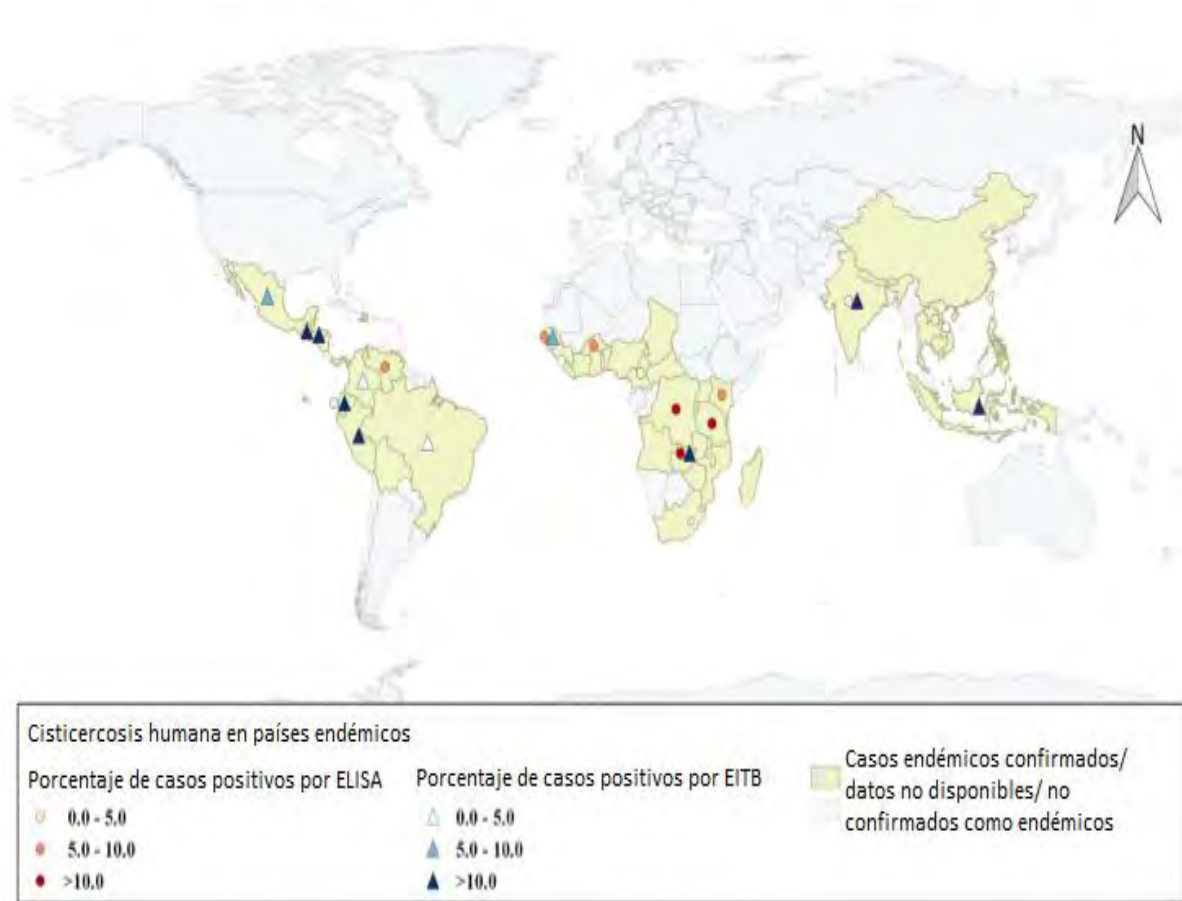 N
Cisticercosis humana en países endémicos
Porcentaje de casos positivos por ELISA
0.0 - 5.0
5.0 - 10.0
>10.0
Porcentaje de casos positivos por EITB
0.0 - 5.0
5.0 - 10.0
>10.0
Casos endémicos confirmados/
datos no disponibles/ no
confirmados como endémicos